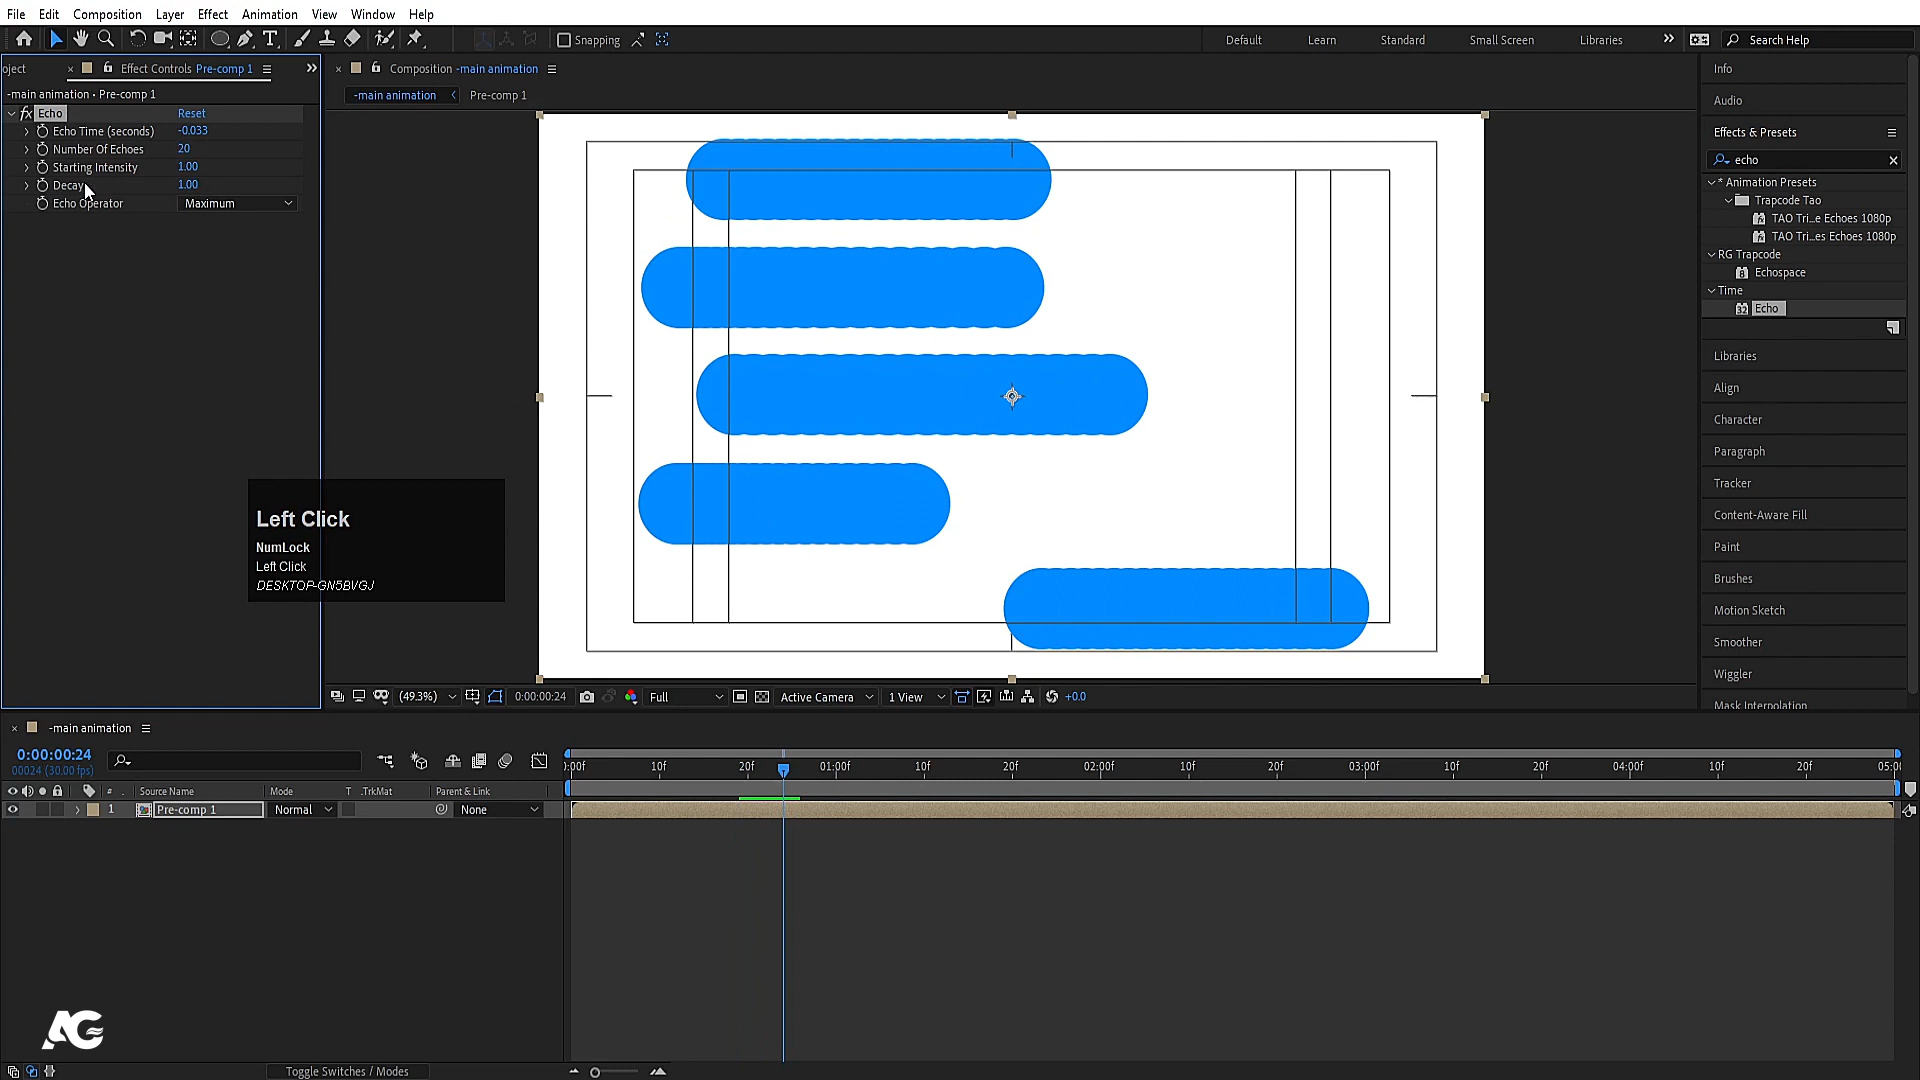 File Edit Composition Layer Effect Animation View Window Help
Snapping Default Learn Standard Small Screen Libraries Search Help
oject Effect Controls Pre-comp 1 Composition -main animation
-main animation • Pre-comp 1
-main animation Pre-comp 1
fx Echo Reset
Echo Time (seconds) -0.033
Number Of Echoes 20
Starting Intensity 1.00
Decay 1.00
Echo Operator Maximum
Left Click
NumLock
Left Click
DESKTOP-GN5BVGJ
(49.3%) 0:00:00:24 Full Active Camera 1 View +0.0
Info
Audio
Effects & Presets
echo
* Animation Presets
Trapcode Tao
TAO Tri...e Echoes 1080p
TAO Tri...es Echoes 1080p
RG Trapcode
Echospace
Time
Echo
Libraries
Align
Character
Paragraph
Tracker
Content-Aware Fill
Paint
Brushes
Motion Sketch
Smoother
Wiggler
Mask Interpolation
-main animation
0:00:00:24
00024 (30.00 fps)
):00f 10f 20f 01:00f 10f 20f 02:00f 10f 20f 03:00f 10f 20f 04:00f 10f 20f 05:0
# Source Name Mode T .TrkMat Parent & Link
1 Pre-comp 1 Normal None
AG
Toggle Switches / Modes